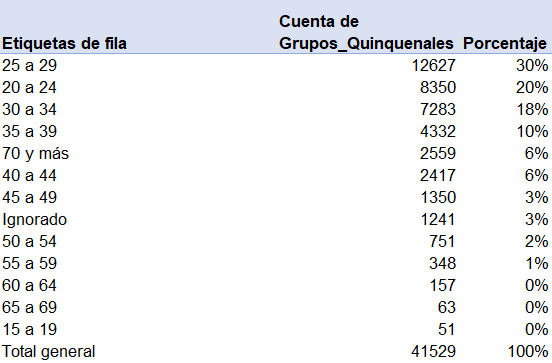 Cuenta de
Etiquetas de fila Grupos_Quinquenales Porcentaje
25 a 29 12627 30%
20 a 24 8350 20%
30 a 34 7283 18%
35 a 39 4332 10%
70 y más 2559 6%
40 a 44 2417 6%
45 a 49 1350 3%
Ignorado 1241 3%
50 a 54 751 2%
55 a 59 348 1%
60 a 64 157 0%
65 a 69 63 0%
15 a 19 51 0%
Total general 41529 100%